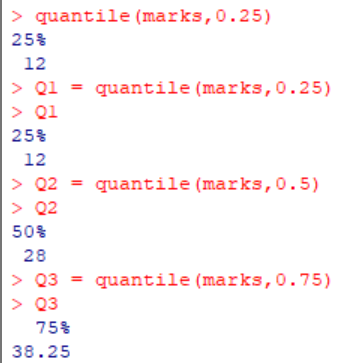 > quantile(marks,0.25)
25%
 12
> Q1 = quantile(marks,0.25)
> Q1
25%
 12
> Q2 = quantile(marks,0.5)
> Q2
50%
 28
> Q3 = quantile(marks,0.75)
> Q3
  75%
38.25